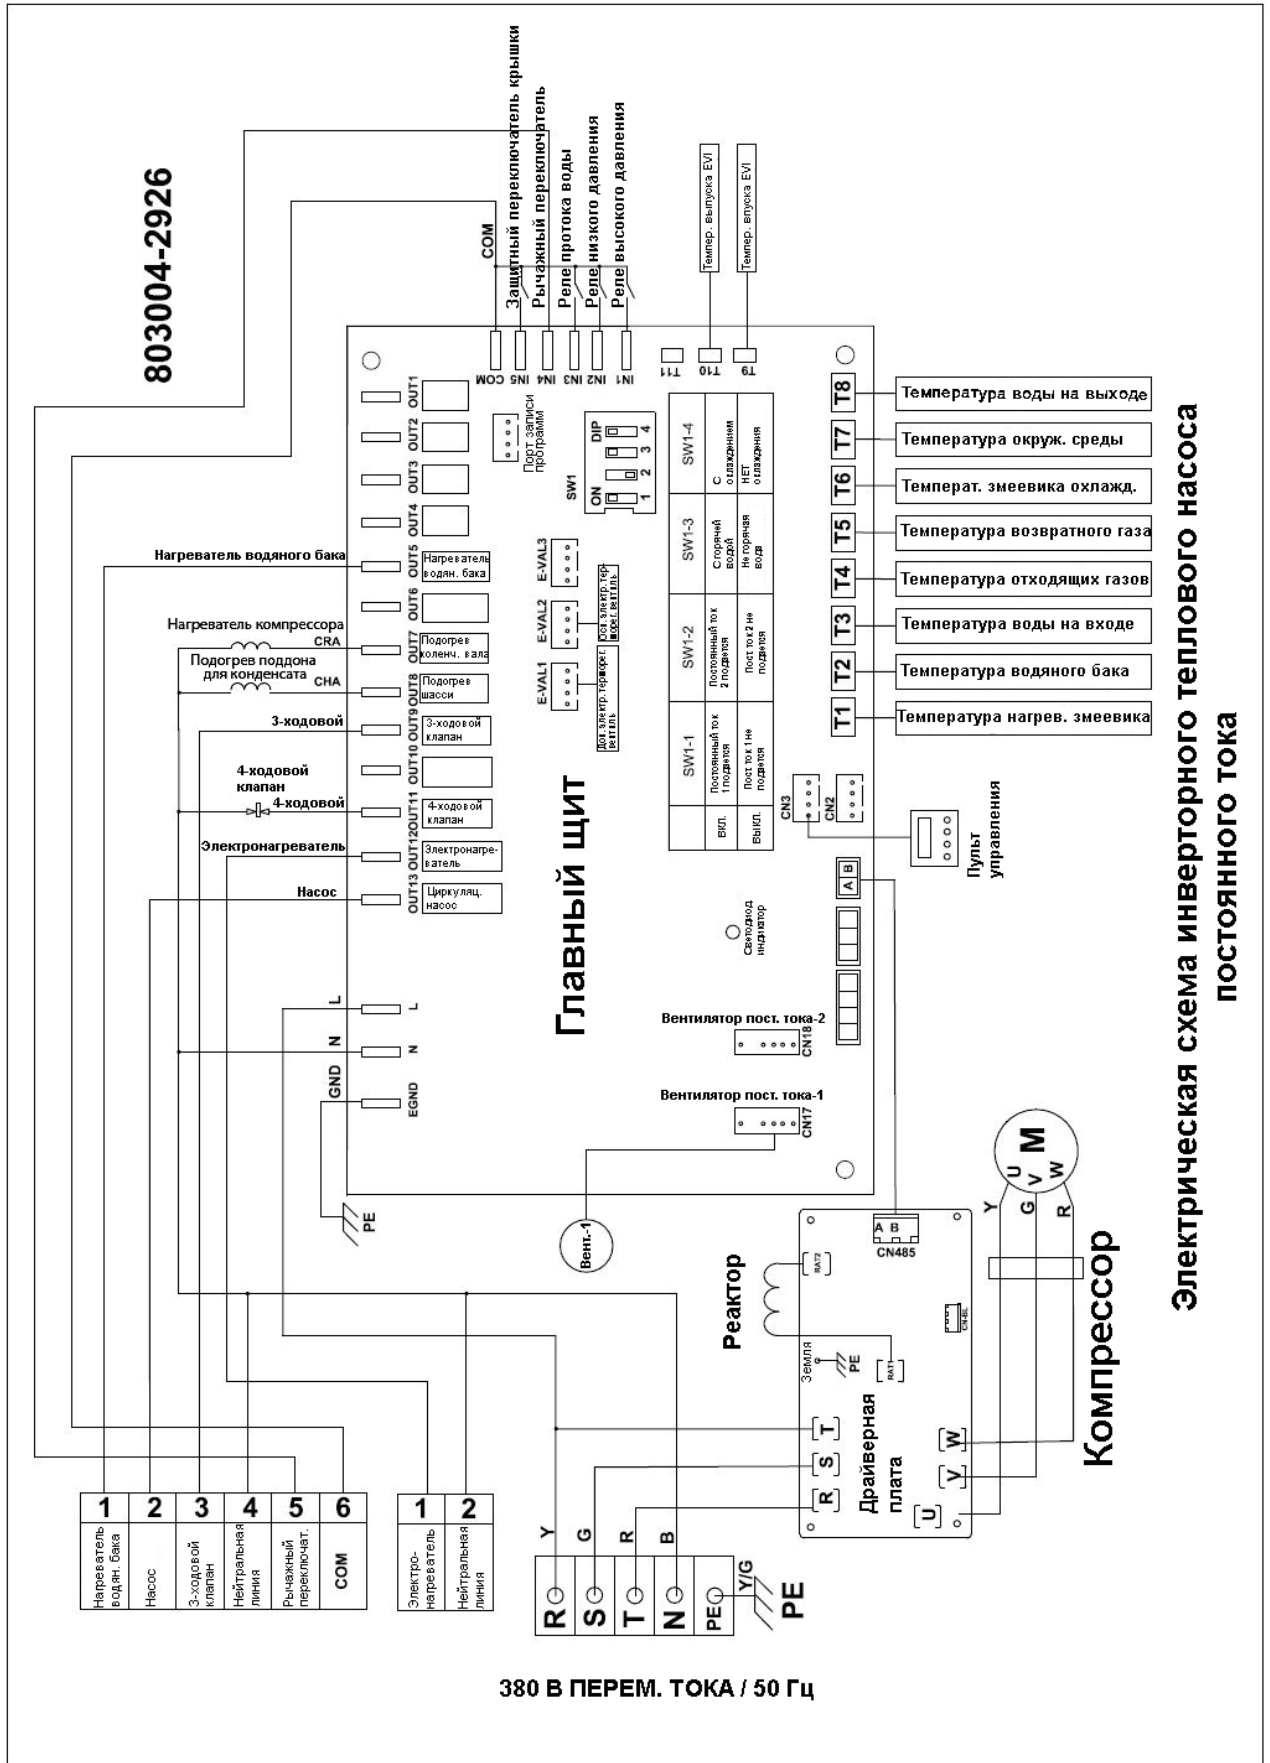 803004-2926
Защитный переключатель крышки
Рычажный переключатель
Реле протока воды
Реле низкого давления
Реле высокого давления
COM
COM
IN5
IN4
IN3
IN2
IN1
T11
T10
T9
Темпер. выпуска EVI
Темпер. впуска EVI
OUT1
OUT2
OUT3
OUT4
OUT5
OUT6
OUT7
OUT8
OUT9
OUT10
OUT11
OUT12
OUT13
Порт записи
программ
SW1
ON
DIP
1
2
3
4
Нагреватель водяного бака
Нагреватель
водян. бака
Нагреватель компрессора
CRA
Подогрев
коленч. вала
Подогрев поддона
для конденсата
CHA
Подогрев
шасси
3-ходовой
3-ходовой
клапан
4-ходовой
клапан
4-ходовой
4-ходовой
клапан
Электронагреватель
Электронагре-
ватель
Насос
Циркуляц.
насос
E-VAL3
E-VAL2
E-VAL1
SW1-1
SW1-2
SW1-3
SW1-4
ВКЛ.
Постоянный ток
1 подается
Постоянный ток
2 подается
С горячей
водой
С
охлаждением
ВЫКЛ.
Пост ток 1 не
подается
Пост ток 2 не
подается
Не горячая
вода
НЕТ
охлаждения
T8
Температура воды на выходе
T7
Температура окруж. среды
T6
Температ. змеевика охлажд.
T5
Температура возвратного газа
T4
Температура отходящих газов
T3
Температура воды на входе
T2
Температура водяного бака
T1
Температура нагрев. змеевика
CN3
CN2
Пульт
управления
A B
Главный щит
Светодиод.
индикатор
L
L
N
N
GND
EGND
PE
Вентилятор пост. тока-2
CN18
Вентилятор пост. тока-1
CN17
Вент.-1
Реактор
RAT2
RAT1
A B
CN485
CN-BL
Земля
PE
Драйверная
плата
T
S
R
W
V
U
Y
G
R
U
V
W
M
Компрессор
1
2
3
4
5
6
Нагреватель
водян. бака
Насос
3-ходовой
клапан
Нейтральная
линия
Рычажный
переключат.
COM
1
2
Электро-
нагреватель
Нейтральная
линия
Y
G
R
B
Y/G
R
S
T
N
PE
PE
380 В ПЕРЕМ. ТОКА / 50 Гц
Электрическая схема инверторного теплового насоса
постоянного тока